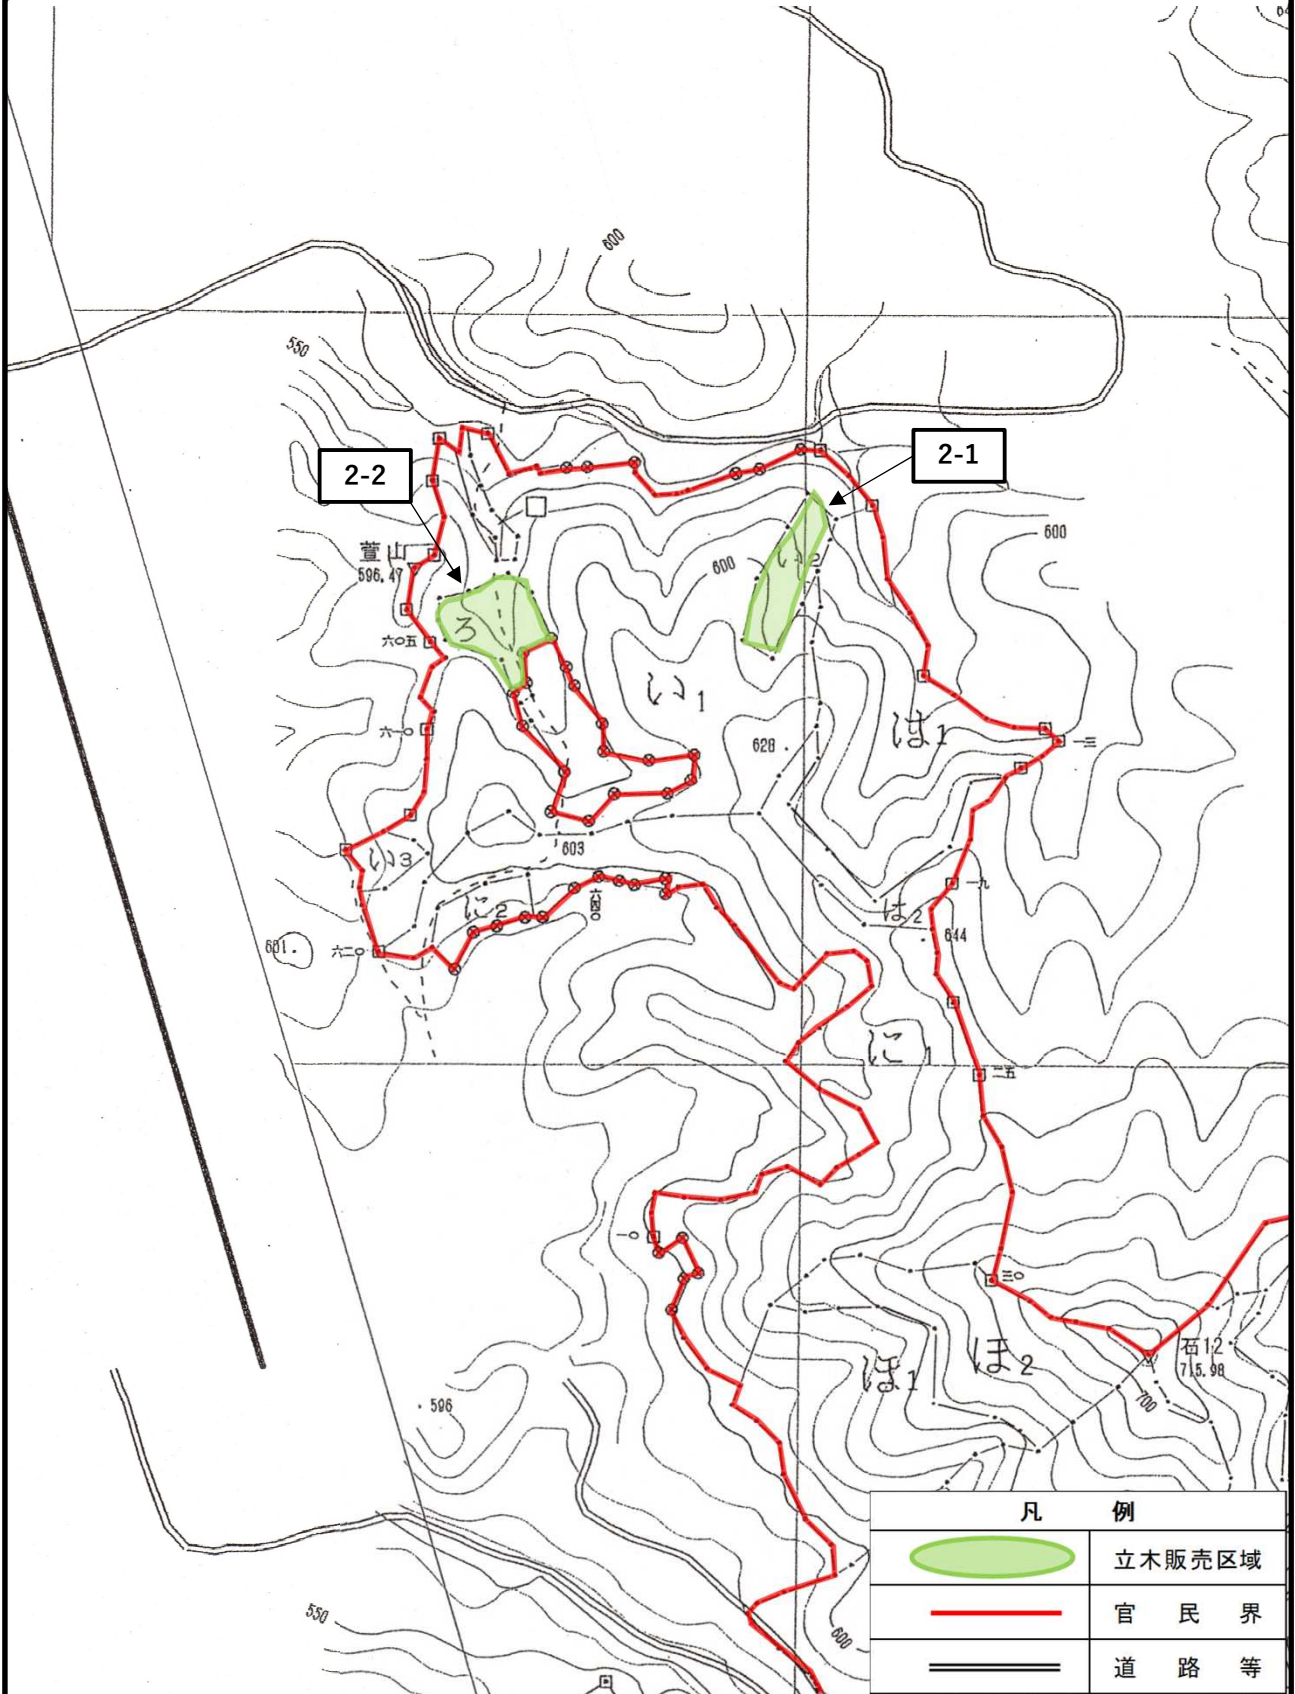 600
550
2-2
2-1
萱山
596.47
600
い2
600
ろ
六〇五
い1
は1
六一〇
628
一三
603
い3
に2
六四〇
一九
は2
644
601.
六二〇
に1
二五
一〇
三〇
石12
715.98
ほ1
ほ2
700
596
550
600
凡 例
立木販売区域
官 民 界
道 路 等